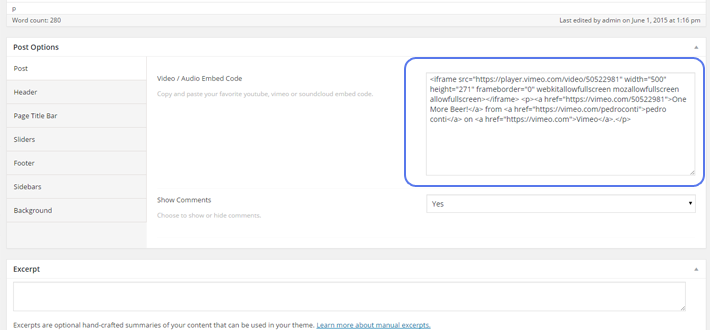 p
Word count: 280
Last edited by admin on June 1, 2015 at 1:16 pm
Post Options
Post
Header
Page Title Bar
Sliders
Footer
Sidebars
Background
Video / Audio Embed Code
Copy and paste your favorite youtube, vimeo or soundcloud embed code.
<iframe src="https://player.vimeo.com/video/50522981" width="500"
height="271" frameborder="0" webkitallowfullscreen mozallowfullscreen
allowfullscreen></iframe> <p><a href="https://vimeo.com/50522981">One
More Beer!</a> from <a href="https://vimeo.com/pedroconti">pedro
conti</a> on <a href="https://vimeo.com">Vimeo</a>.</p>
Show Comments
Choose to show or hide comments.
Yes
Excerpt
Excerpts are optional hand-crafted summaries of your content that can be used in your theme. Learn more about manual excerpts.